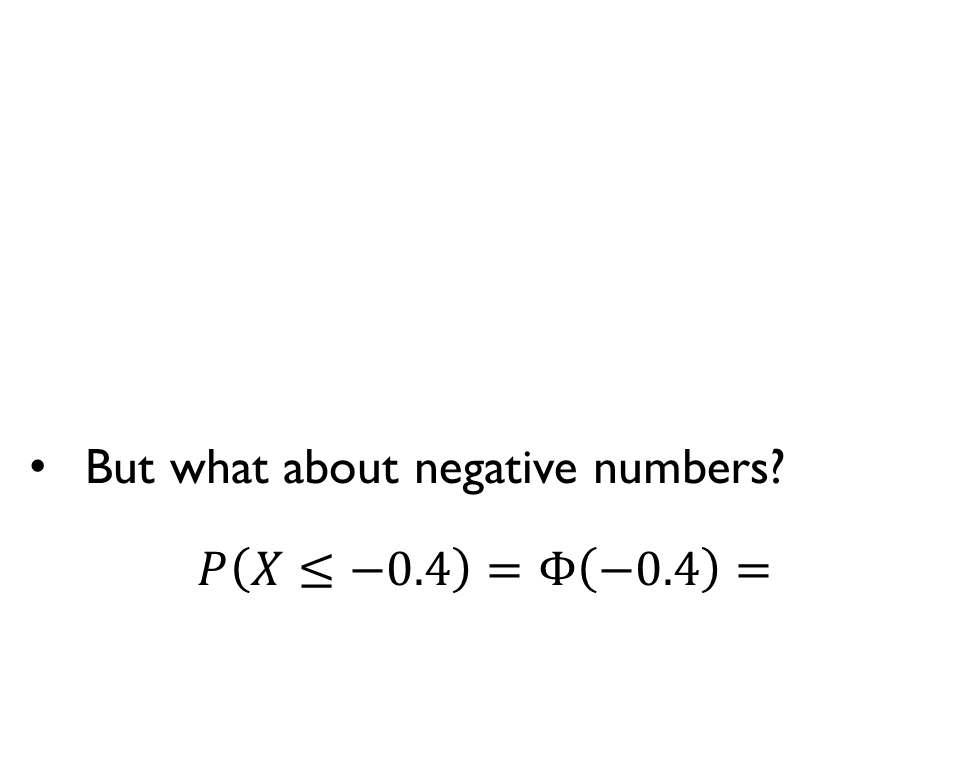 • But what about negative numbers?
𝑃(𝑋 ≤ −0.4) = Φ(−0.4) =